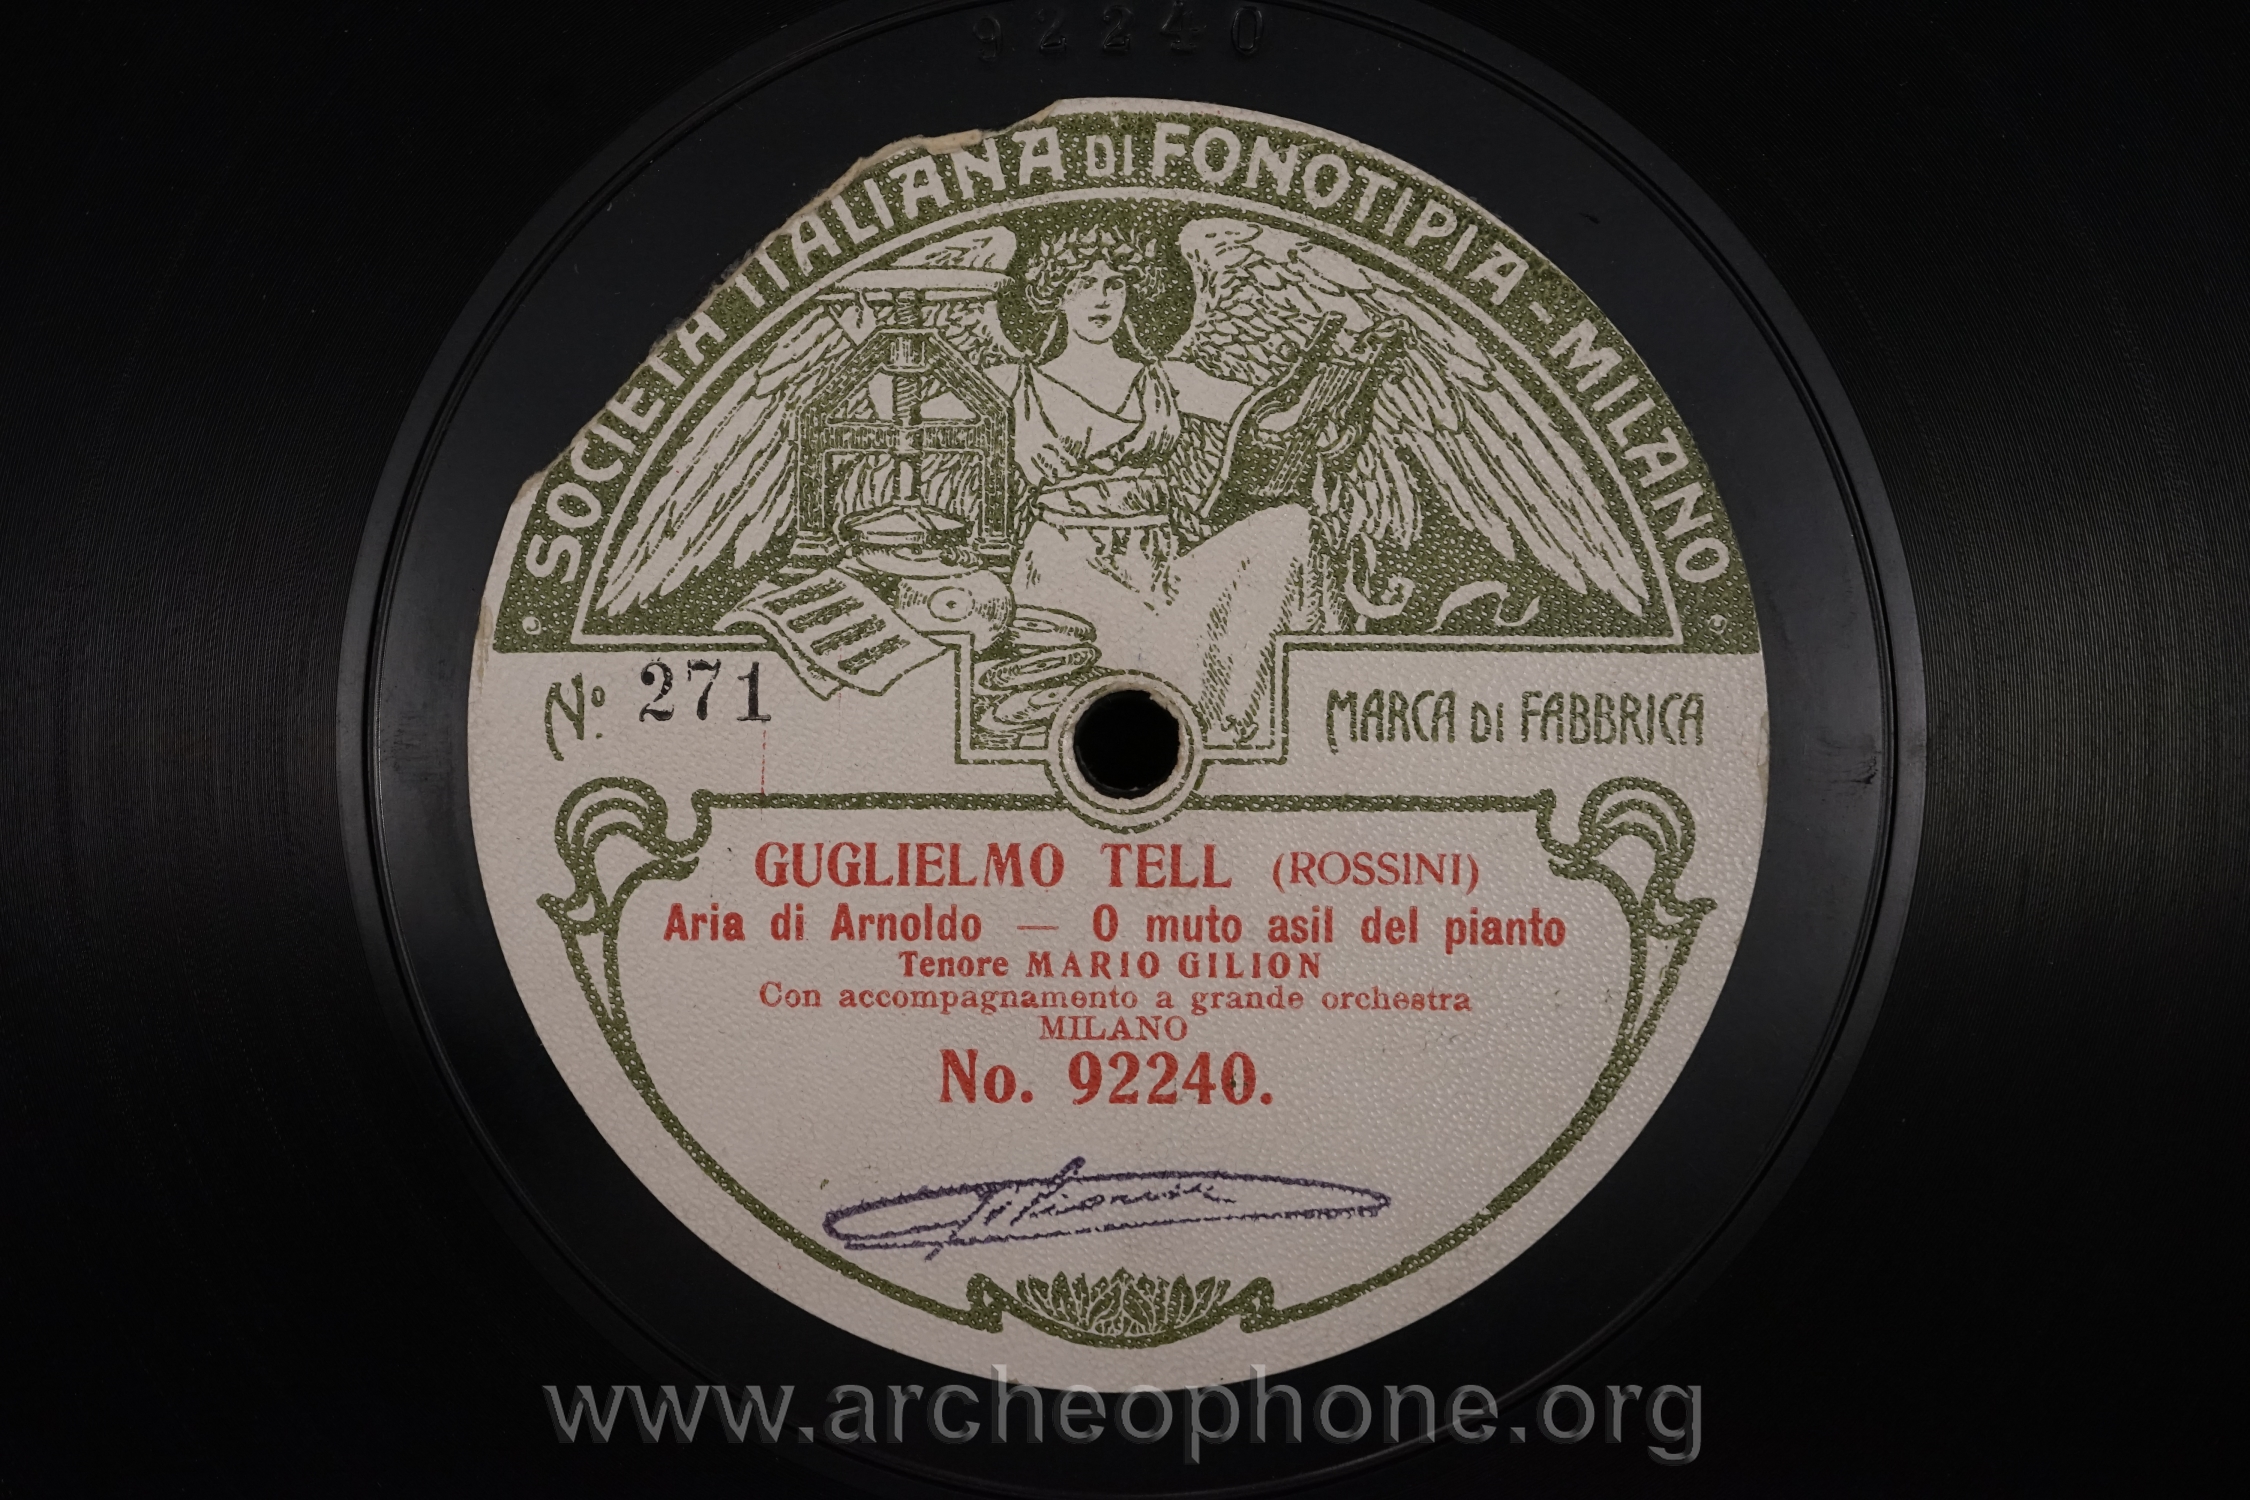 92240
SOCIETA ITALIANA DI FONOTIPIA - MILANO
No. 271
MARCA DI FABBRICA
GUGLIELMO TELL (ROSSINI)
Aria di Arnoldo — O muto asil del pianto
Tenore MARIO GILION
Con accompagnamento a grande orchestra
MILANO
No. 92240.
www.archeophone.org